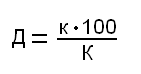 Д = к · 100
К